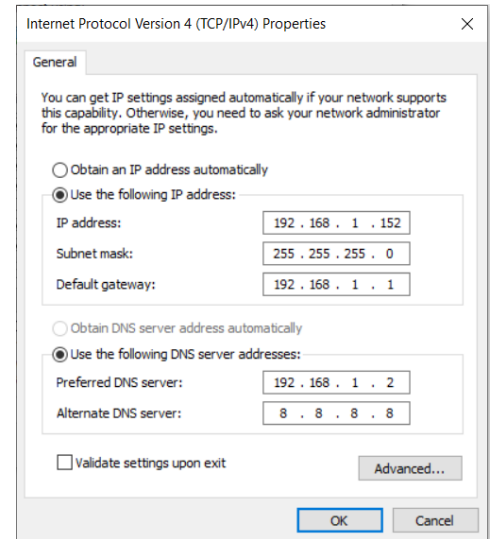 Internet Protocol Version 4 (TCP/IPv4) Properties
General
You can get IP settings assigned automatically if your network supports
this capability. Otherwise, you need to ask your network administrator
for the appropriate IP settings.
Obtain an IP address automatically
Use the following IP address:
IP address: 192 . 168 . 1 . 152
Subnet mask: 255 . 255 . 255 . 0
Default gateway: 192 . 168 . 1 . 1
Obtain DNS server address automatically
Use the following DNS server addresses:
Preferred DNS server: 192 . 168 . 1 . 2
Alternate DNS server: 8 . 8 . 8 . 8
Validate settings upon exit
Advanced...
OK Cancel